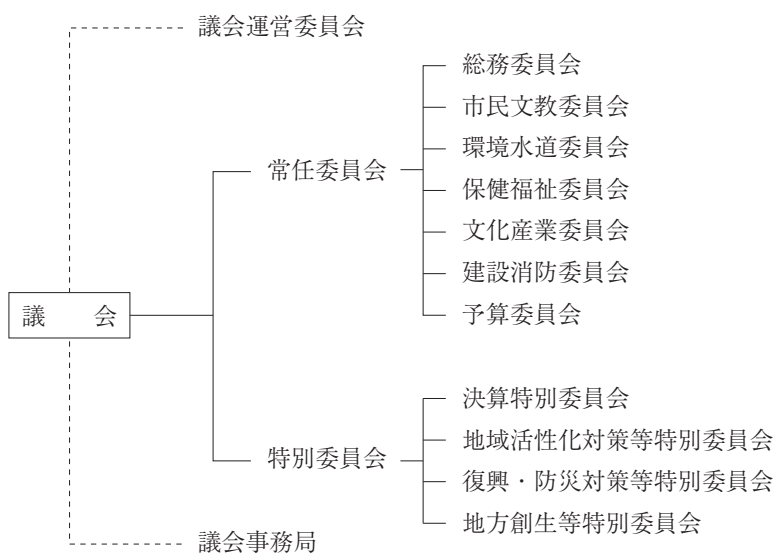 議会運営委員会
総務委員会
市民文教委員会
環境水道委員会
常任委員会
保健福祉委員会
文化産業委員会
建設消防委員会
議　会
予算委員会
決算特別委員会
地域活性化対策等特別委員会
特別委員会
復興・防災対策等特別委員会
地方創生等特別委員会
議会事務局